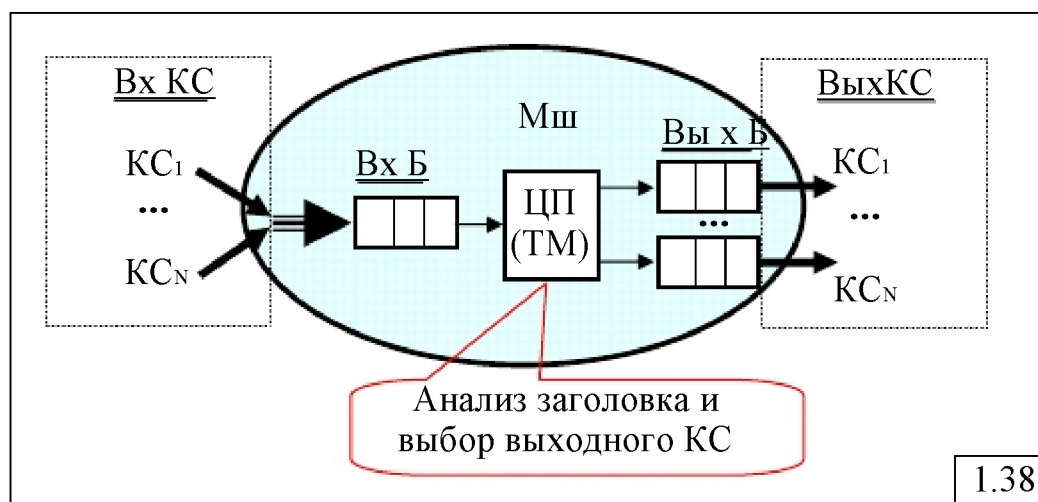 Вх КС
ВыхКС
Мш
Вх Б
Вы х Б
КС1
...
КСN
ЦП
(ТМ)
...
КС1
...
КСN
Анализ заголовка и
выбор выходного КС
1.38